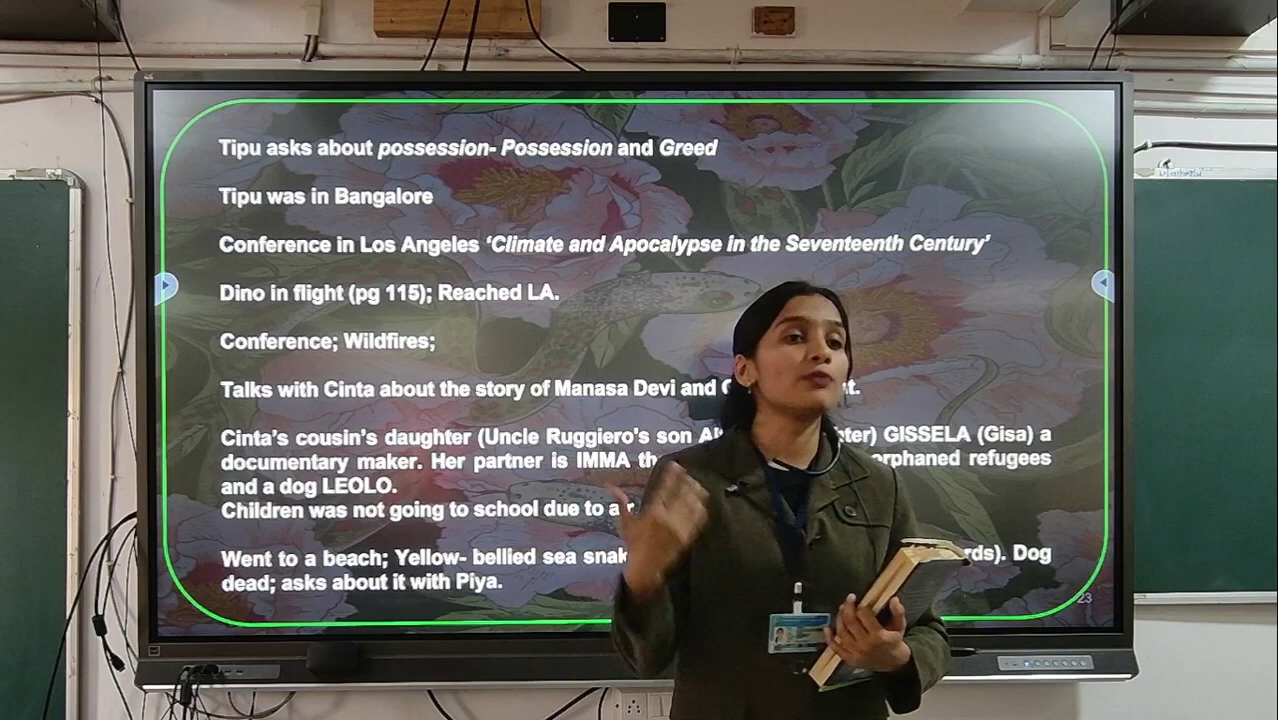 Tipu asks about possession- Possession and Greed
Tipu was in Bangalore
Conference in Los Angeles ‘Climate and Apocalypse in the Seventeenth Century’
Dino in flight (pg 115); Reached LA.
Conference; Wildfires;
Talks with Cinta about the story of Manasa Devi and
Cinta's cousin's daughter (Uncle Ruggiero's son GISSELA (Gisa) a
documentary maker. Her partner is IMMA orphaned refugees
and a dog LEOLO.
Children was not going to school due to a
Went to a beach; Yellow- bellied sea Dog
dead; asks about it with Piya.
23